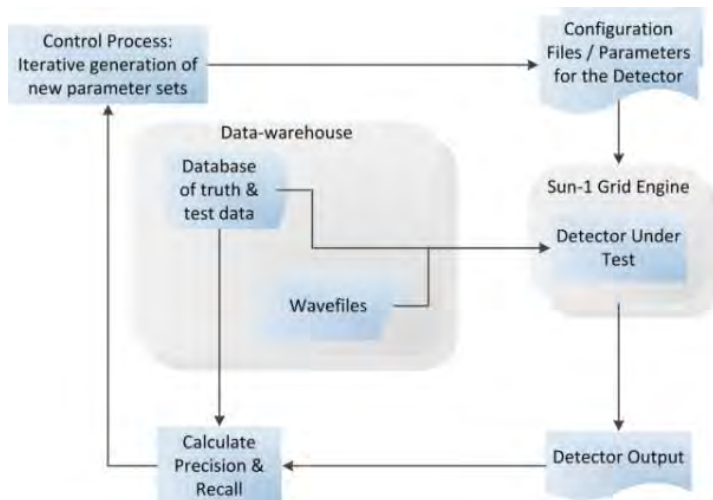 Control Process:
Iterative generation of
new parameter sets
Configuration
Files / Parameters
for the Detector
Data-warehouse
Database
of truth &
test data
Sun-1 Grid Engine
Detector Under
Test
Wavefiles
Calculate
Precision &
Recall
Detector Output